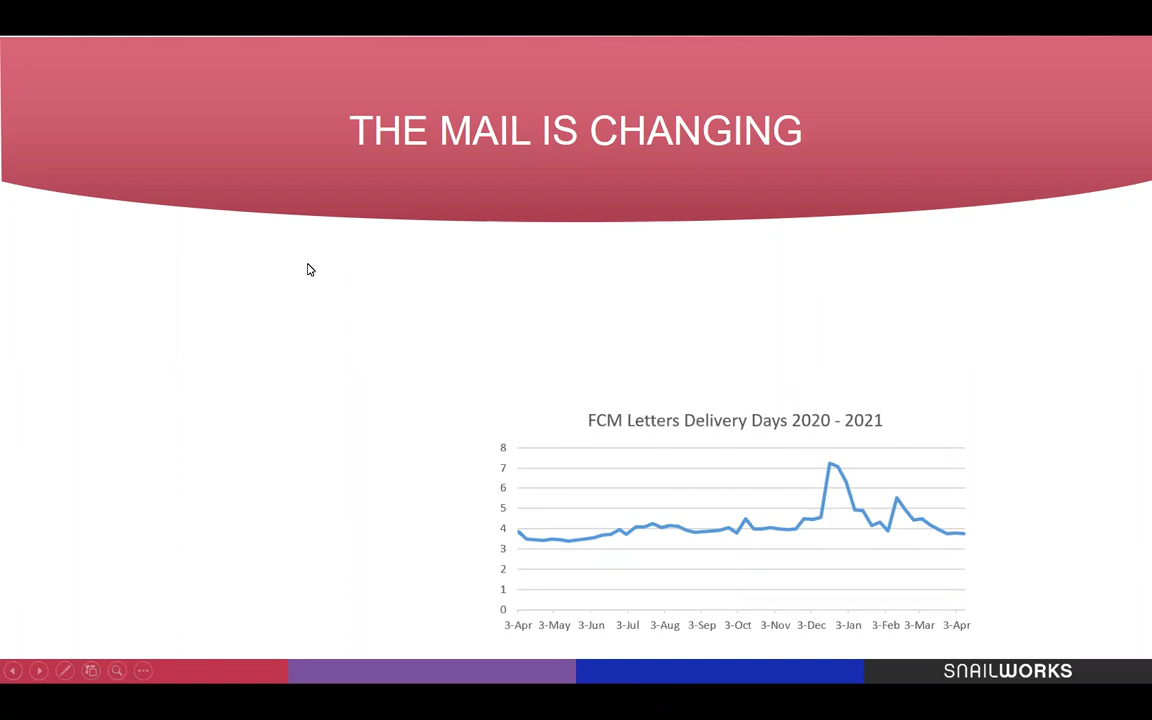 THE MAIL IS CHANGING
FCM Letters Delivery Days 2020 - 2021
8
7
6
5
4
3
2
1
0
3-Apr 3-May 3-Jun 3-Jul 3-Aug 3-Sep 3-Oct 3-Nov 3-Dec 3-Jan 3-Feb 3-Mar 3-Apr
SNAILWORKS